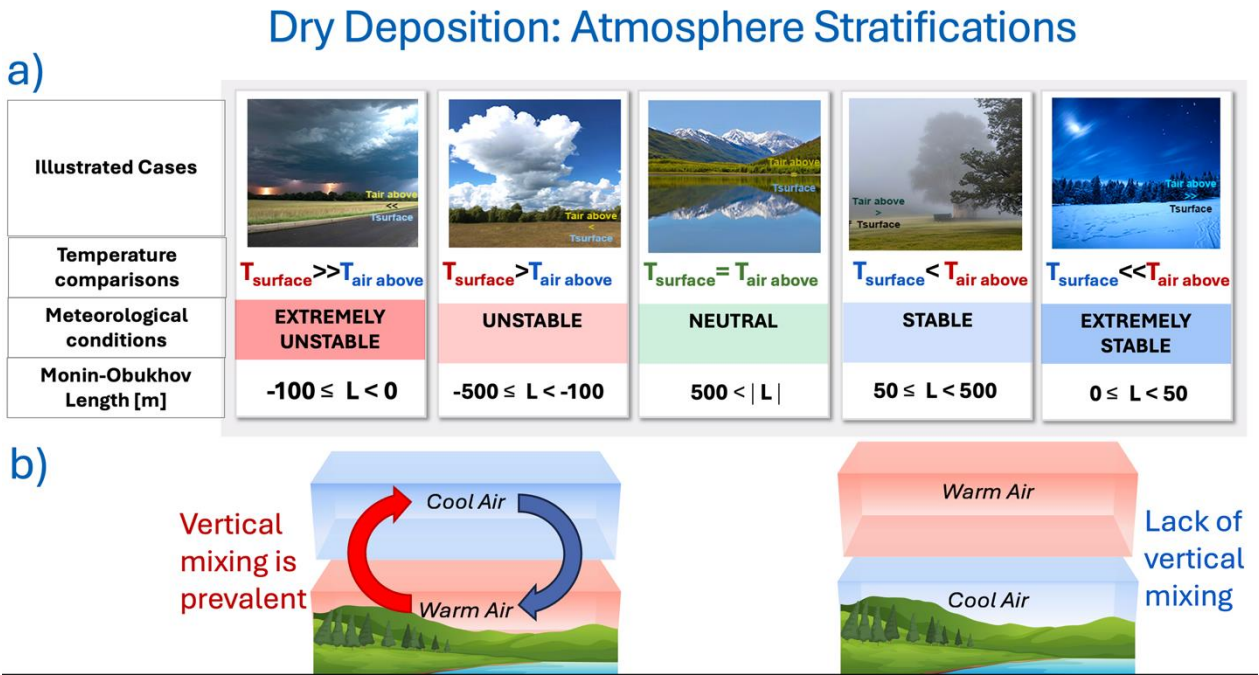 Dry Deposition: Atmosphere Stratifications
a)
Illustrated Cases
Tair above
<<
Tsurface
Tair above
<
Tsurface
Tair above
=
Tsurface
Tair above
>
Tsurface
Tair above
>>
Tsurface
Temperature
comparisons
Tsurface>>Tair above
Tsurface>Tair above
Tsurface= Tair above
Tsurface< Tair above
Tsurface<<Tair above
Meteorological
conditions
EXTREMELY
UNSTABLE
UNSTABLE
NEUTRAL
STABLE
EXTREMELY
STABLE
Monin-Obukhov
Length [m]
-100 ≤ L < 0
-500 ≤ L < -100
500 < | L |
50 ≤ L < 500
0 ≤ L < 50
b)
Vertical
mixing is
prevalent
Cool Air
Warm Air
Warm Air
Cool Air
Lack of
vertical
mixing